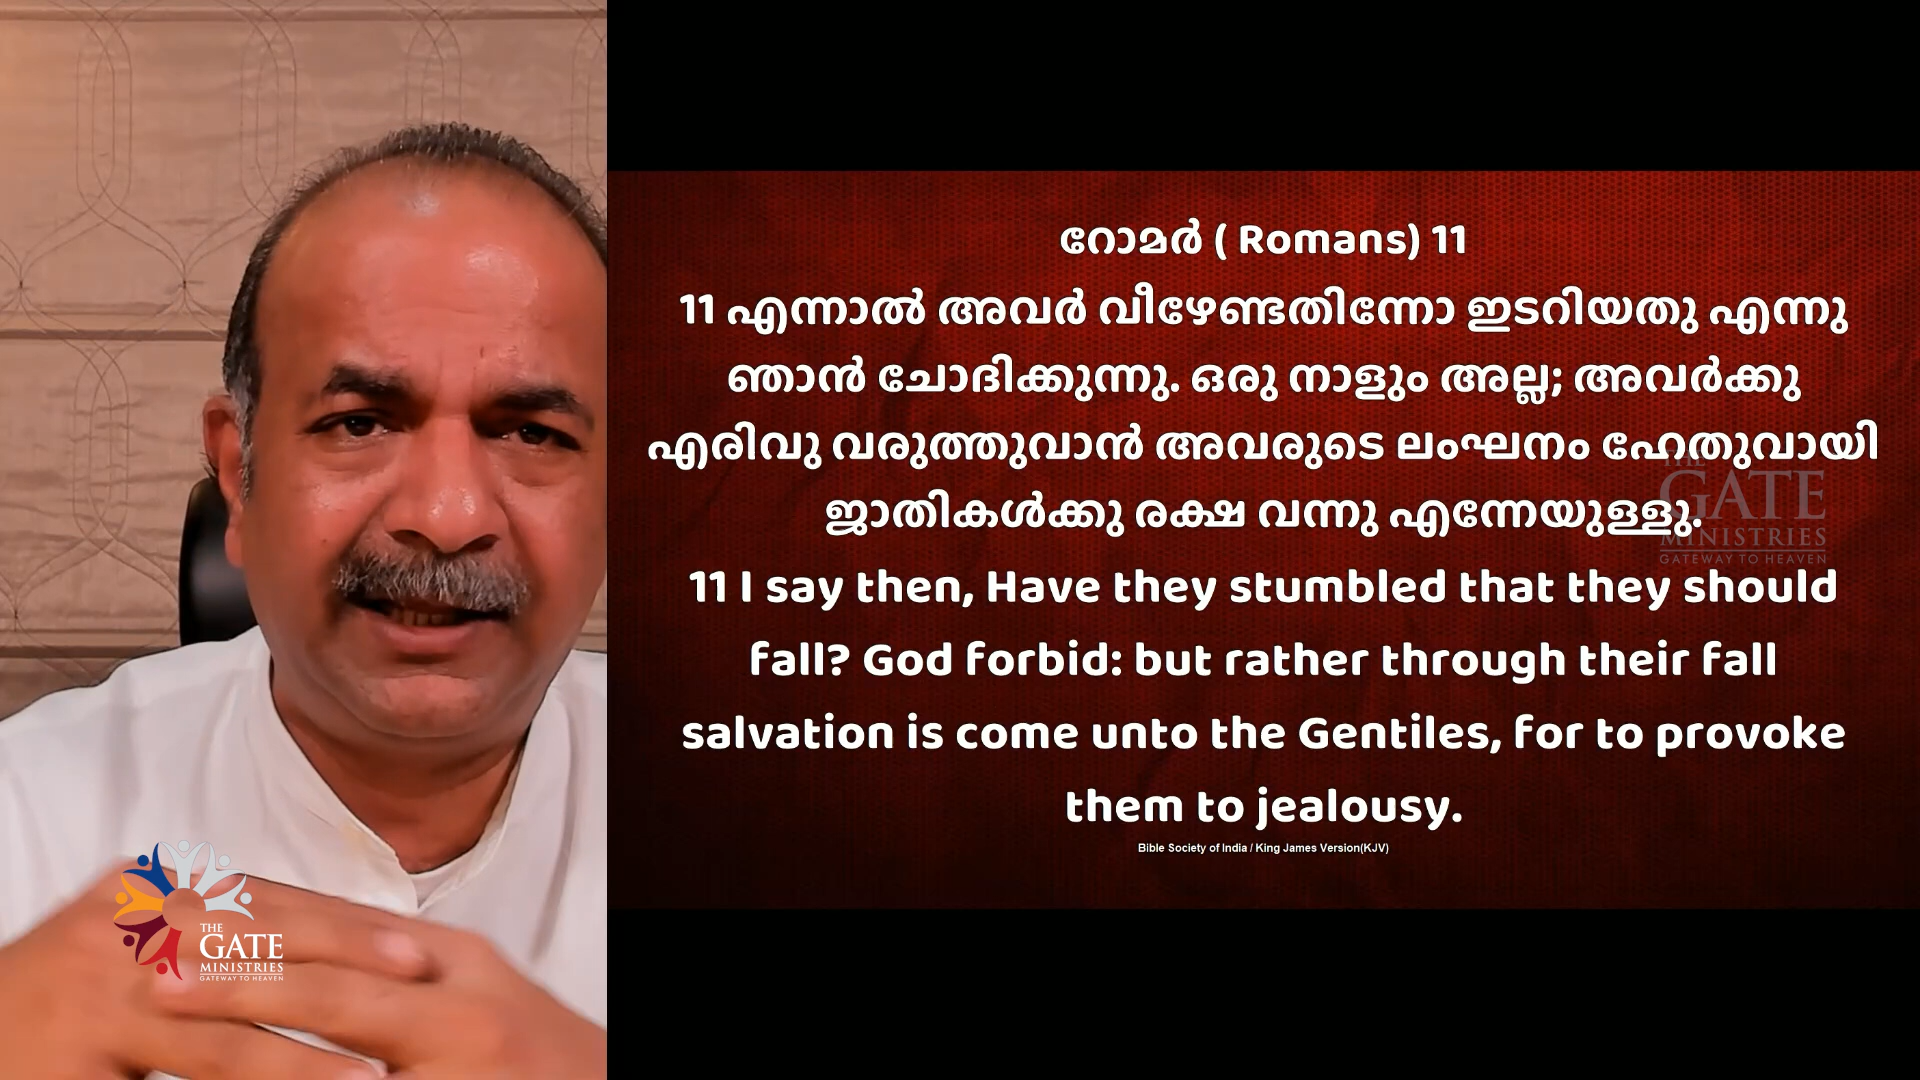 റോമർ ( Romans) 11
11 എന്നാൽ അവർ വീഴേണ്ടതിന്നോ ഇടറിയതു എന്നു
ഞാൻ ചോദിക്കുന്നു. ഒരു നാളും അല്ല; അവർക്കു
എരിവു വരുത്തുവാൻ അവരുടെ ലംഘനം ഹേതുവായി
ജാതികൾക്കു രക്ഷ വന്നു എന്നേയുള്ളു.
11 I say then, Have they stumbled that they should
fall? God forbid: but rather through their fall
salvation is come unto the Gentiles, for to provoke
them to jealousy.
Bible Society of India / King James Version(KJV)
THE
GATE
MINISTRIES
GATEWAY TO HEAVEN
THE
GATE
MINISTRIES
GATEWAY TO HEAVEN